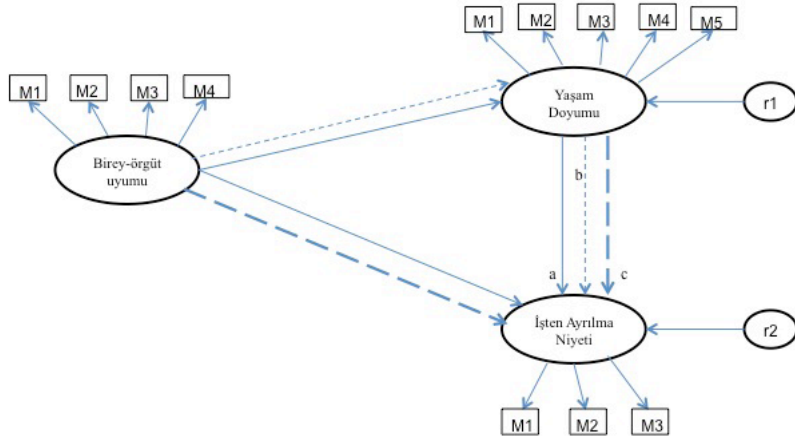 M1 M2 M3 M4 M5
M1 M2 M3 M4
Yaşam
Doyumu
r1
Birey-örgüt
uyumu
b
a c
İşten Ayrılma
Niyeti
r2
M1 M2 M3